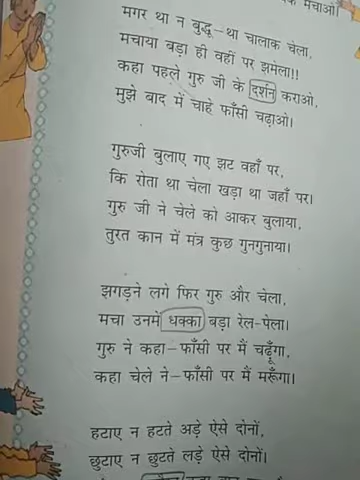 मचाओ।
मगर था न बुद्धू-था चालाक चेला,
मचाया बड़ा ही वहीं पर झमेला!!
कहा पहले गुरु जी के दर्शन कराओ,
मुझे बाद में चाहे फाँसी चढ़ाओ।
गुरुजी बुलाए गए झट वहाँ पर,
कि रोता था चेला खड़ा था जहाँ पर।
गुरु जी ने चेले को आकर बुलाया,
तुरत कान में मंत्र कुछ गुनगुनाया।
झगड़ने लगे फिर गुरु और चेला,
मचा उनमें धक्का बड़ा रेल-पेला।
गुरु ने कहा-फाँसी पर मैं चढ़ूँगा,
कहा चेले ने-फाँसी पर मैं मरूँगा।
हटाए न हटते अड़े ऐसे दोनों,
छुटाए न छुटते लड़े ऐसे दोनों।